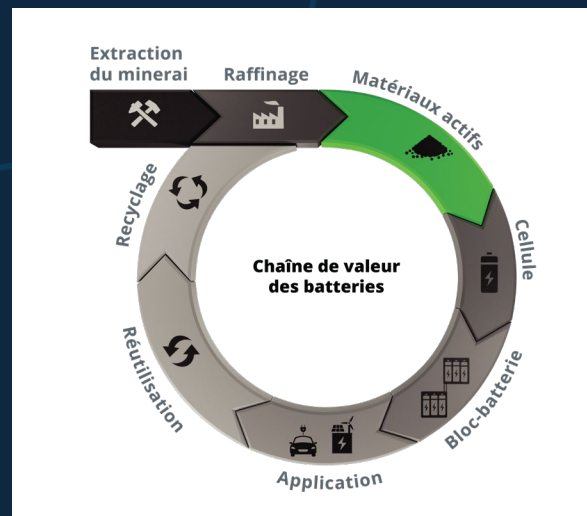 Extraction
du minerai
Raffinage
Matériaux actifs
Cellule
Bloc-batterie
Application
Réutilisation
Recyclage
Chaîne de valeur
des batteries